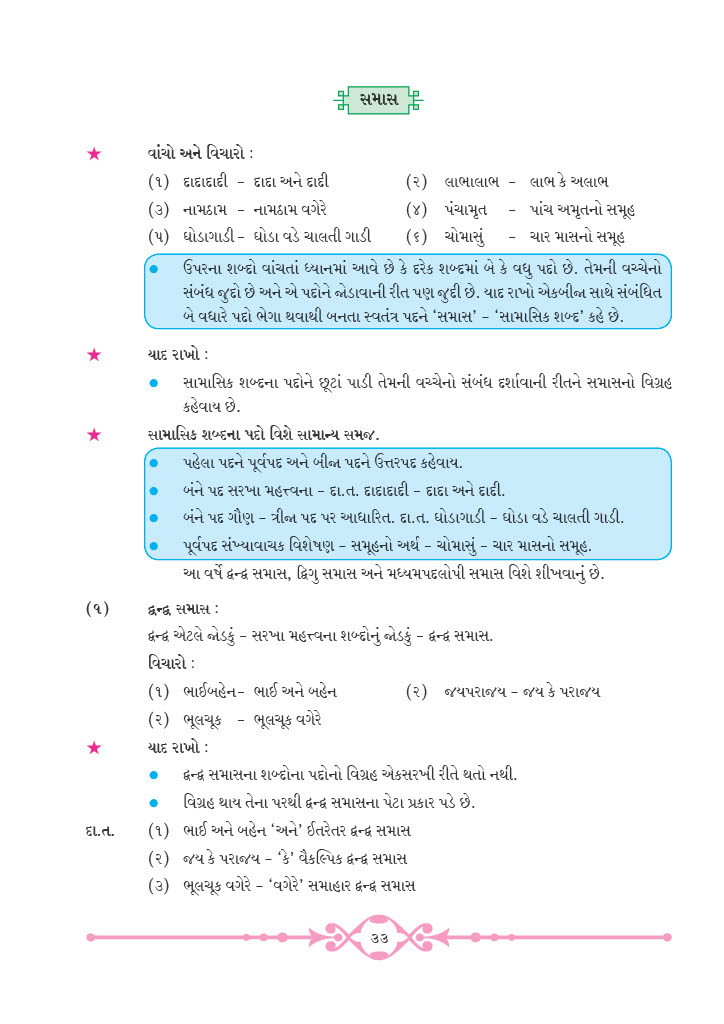 સમાસ
★ વાંચો અને વિચારો :
(૧) દાદાદાદી – દાદા અને દાદી (૨) લાભાલાભ – લાભ કે અલાભ
(૩) નામઠામ – નામઠામ વગેરે (૪) પંચામૃત – પાંચ અમૃતનો સમૂહ
(૫) ઘોડાગાડી – ઘોડા વડે ચાલતી ગાડી (૬) ચોમાસું – ચાર માસનો સમૂહ
● ઉપરના શબ્દો વાંચતાં ધ્યાનમાં આવે છે કે દરેક શબ્દમાં બે કે વધુ પદો છે. તેમની વચ્ચેનો
સંબંધ જુદો છે અને એ પદોને જોડાવાની રીત પણ જુદી છે. યાદ રાખો એકબીજા સાથે સંબંધિત
બે વધારે પદો ભેગા થવાથી બનતા સ્વતંત્ર પદને ‘સમાસ’ – ‘સામાસિક શબ્દ’ કહે છે.
★ યાદ રાખો :
● સામાસિક શબ્દના પદોને છૂટાં પાડી તેમની વચ્ચેનો સંબંધ દર્શાવાની રીતને સમાસનો વિગ્રહ
કહેવાય છે.
★ સામાસિક શબ્દના પદો વિશે સામાન્ય સમજ.
● પહેલા પદને પૂર્વપદ અને બીજા પદને ઉત્તરપદ કહેવાય.
● બંને પદ સરખા મહત્ત્વના – દા.ત. દાદાદાદી – દાદા અને દાદી.
● બંને પદ ગૌણ – ત્રીજા પદ પર આધારિત. દા.ત. ઘોડાગાડી – ઘોડા વડે ચાલતી ગાડી.
● પૂર્વપદ સંખ્યાવાચક વિશેષણ – સમૂહનો અર્થ – ચોમાસું – ચાર માસનો સમૂહ.
આ વર્ષે દ્વન્દ્વ સમાસ, દ્વિગુ સમાસ અને મધ્યમપદલોપી સમાસ વિશે શીખવાનું છે.
(૧) દ્વન્દ્વ સમાસ :
દ્વન્દ્વ એટલે જોડકું – સરખા મહત્ત્વના શબ્દોનું જોડકું – દ્વન્દ્વ સમાસ.
વિચારો :
(૧) ભાઈબહેન– ભાઈ અને બહેન (૨) જયપરાજય – જય કે પરાજય
(૨) ભૂલચૂક – ભૂલચૂક વગેરે
★ યાદ રાખો :
● દ્વન્દ્વ સમાસના શબ્દોના પદોનો વિગ્રહ એકસરખી રીતે થતો નથી.
● વિગ્રહ થાય તેના પરથી દ્વન્દ્વ સમાસના પેટા પ્રકાર પડે છે.
દા.ત. (૧) ભાઈ અને બહેન ‘અને’ ઈતરેતર દ્વન્દ્વ સમાસ
(૨) જય કે પરાજય – ‘કે’ વૈકલ્પિક દ્વન્દ્વ સમાસ
(૩) ભૂલચૂક વગેરે – ‘વગેરે’ સમાહાર દ્વન્દ્વ સમાસ
૩૩